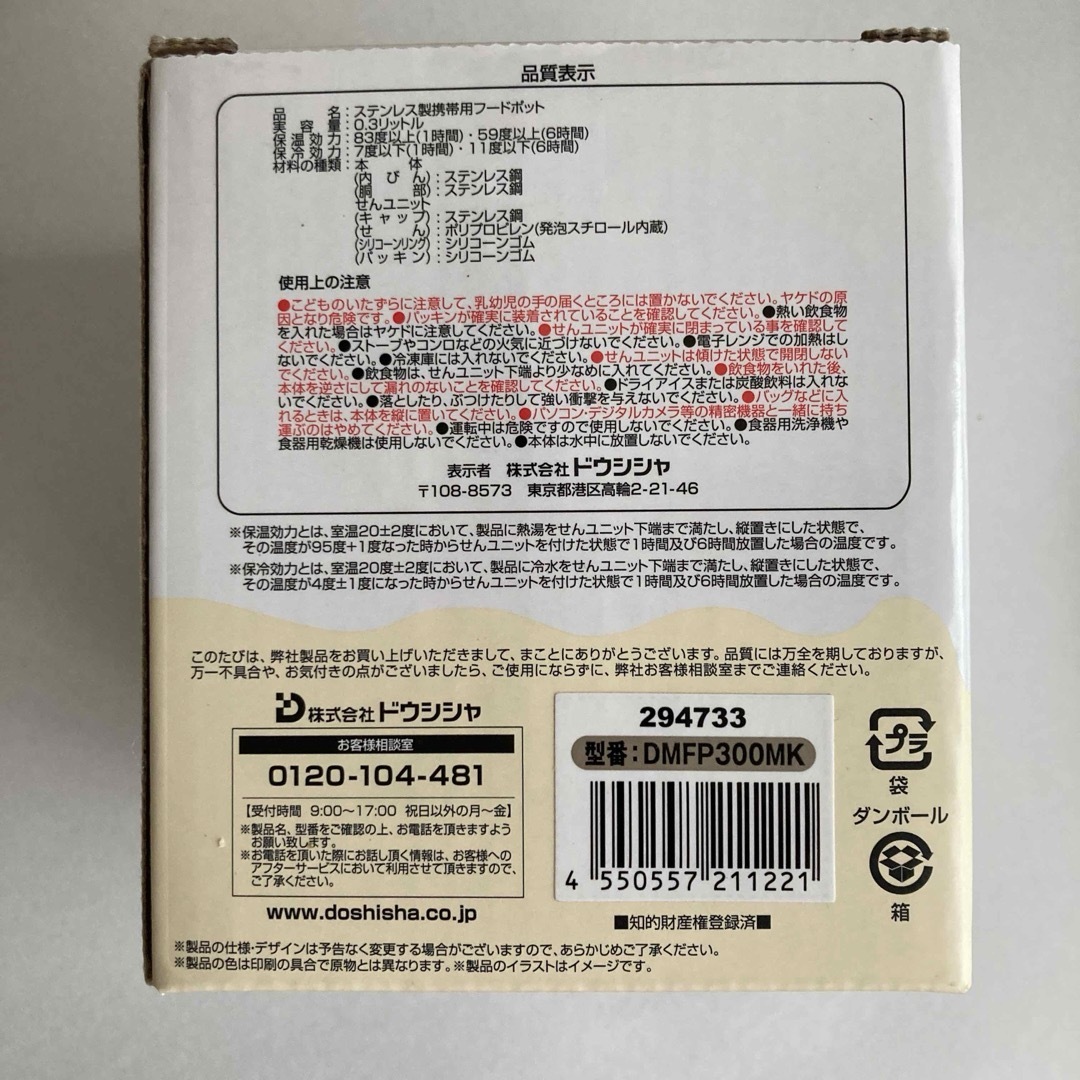 品質表示
品名：ステンレス製携帯用フードポット
実容量：0.3リットル
保温効力：83度以上(1時間)・59度以上(6時間)
保冷効力：7度以下(1時間)・11度以下(6時間)
材料の種類：本体
(内びん)：ステンレス鋼
(胴部)：ステンレス鋼
せんユニット
(キャップ)：ステンレス鋼
(せん)：ポリプロピレン(発泡スチロール内蔵)
(シリコーンリング)：シリコーンゴム
(パッキン)：シリコーンゴム
使用上の注意
●こどものいたずらに注意して、乳幼児の手の届くところには置かないでください。ヤケドの原
因となり危険です。●パッキンが確実に装着されていることを確認してください。●熱い飲食物
を入れた場合はヤケドに注意してください。●せんユニットが確実に閉まっている事を確認して
ください。●ストーブやコンロなどの火気に近づけないでください。●電子レンジでの加熱はし
ないでください。●冷凍庫には入れないでください。●せんユニットは傾けた状態で開閉しない
でください。●飲食物は、せんユニット下端より少なめに入れてください。●飲食物をいれた後、
本体を逆さにして漏れのないことを確認してください。●ドライアイスまたは炭酸飲料は入れな
いでください。●落としたり、ぶつけたりして強い衝撃を与えないでください。●バッグなどに入
れるときは、本体を縦に置いてください。●パソコン・デジタルカメラ等の精密機器と一緒に持ち
運ぶのはやめてください。●運転中は危険ですので使用しないでください。●食器用洗浄機や
食器用乾燥機は使用しないでください。●本体は水中に放置しないでください。
表示者 株式会社ドウシシャ
〒108-8573 東京都港区高輪2-21-46
※保温効力とは、室温20±2度において、製品に熱湯をせんユニット下端まで満たし、縦置きにした状態で、
その温度が95度+1度なった時からせんユニットを付けた状態で1時間及び6時間放置した場合の温度です。
※保冷効力とは、室温20度±2度において、製品に冷水をせんユニット下端まで満たし、縦置きにした状態で、
その温度が4度±1度になった時からせんユニットを付けた状態で1時間及び6時間放置した場合の温度です。
このたびは、弊社製品をお買い上げいただきまして、まことにありがとうございます。品質には万全を期しておりますが、
万一不具合や、お気付きの点がございましたら、ご使用にならずに、弊社お客様相談室までご連絡ください。
株式会社ドウシシャ
お客様相談室
0120-104-481
【受付時間 9:00〜17:00 祝日以外の月〜金】
※製品名、型番をご確認の上、お電話を頂きますよう
お願い致します。
※お電話を頂いた際にお話し頂く情報は、お客様への
アフターサービスにおいて利用させて頂きますので、
ご了承ください。
www.doshisha.co.jp
294733
型番：DMFP300MK
4 550557 211221
■知的財産権登録済■
プラ
袋
ダンボール
箱
※製品の仕様・デザインは予告なく変更する場合がございますので、あらかじめご了承ください。
※製品の色は印刷の具合で原物とは異なります。※製品のイラストはイメージです。